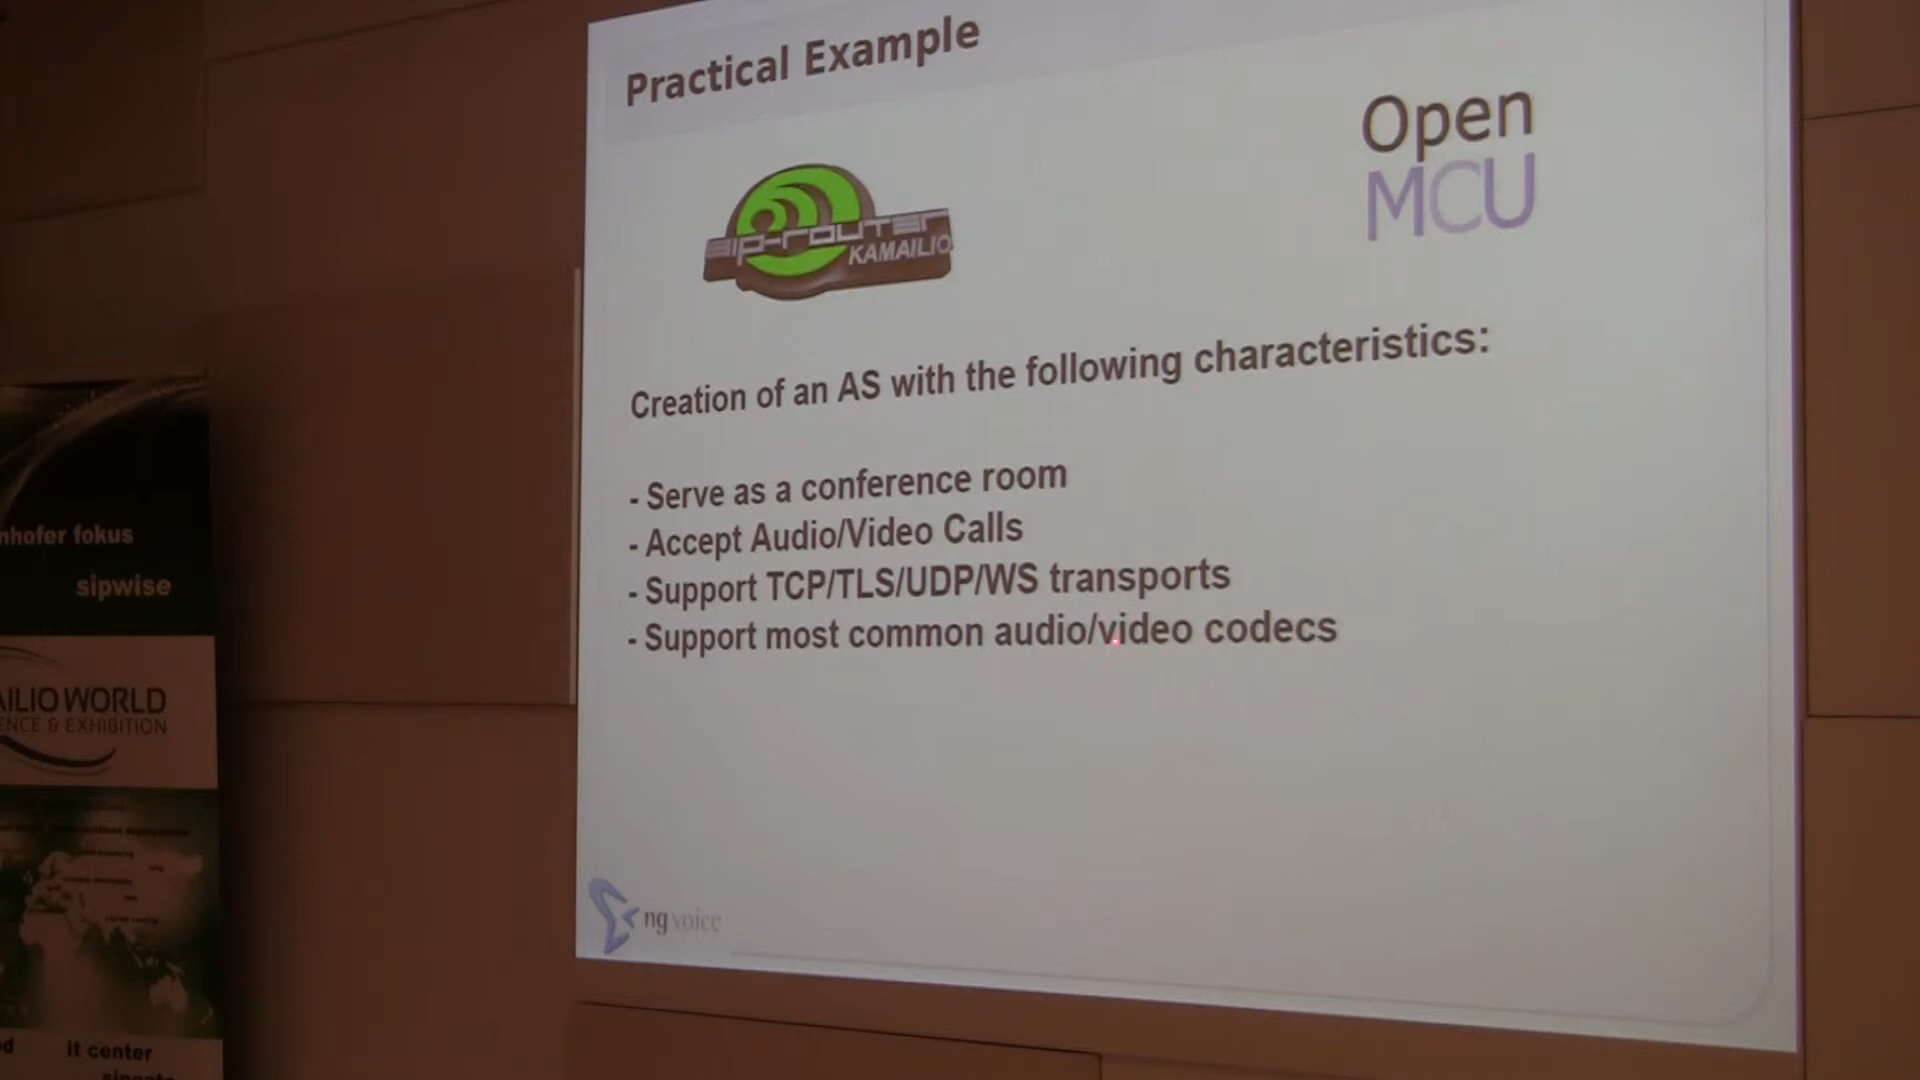 Practical Example
Open
MCU
sip-router
KAMAILIO
Creation of an AS with the following characteristics:
- Serve as a conference room
- Accept Audio/Video Calls
- Support TCP/TLS/UDP/WS transports
- Support most common audio/video codecs
ng voice
nhofer fokus
sipwise
AILIO WORLD
ENCE & EXHIBITION
it center